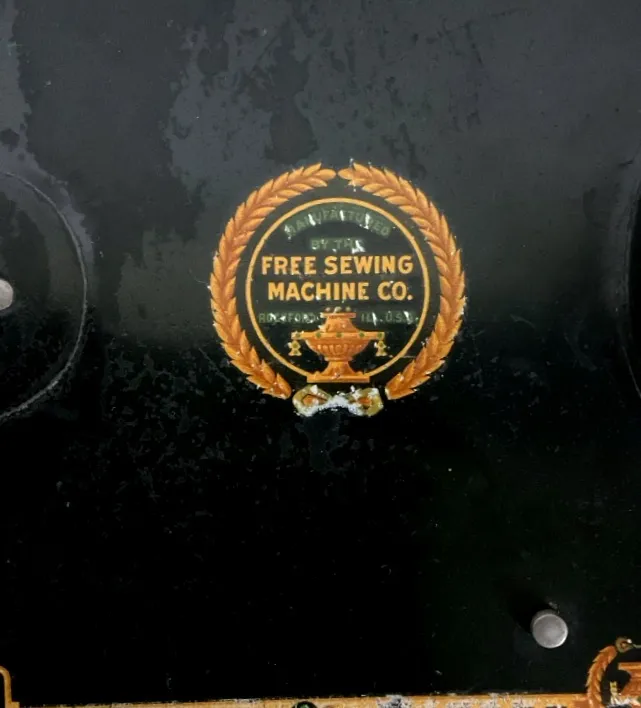 MANUFACTURED
BY THE
FREE SEWING
MACHINE CO.
ROCKFORD ILL. U.S.A.